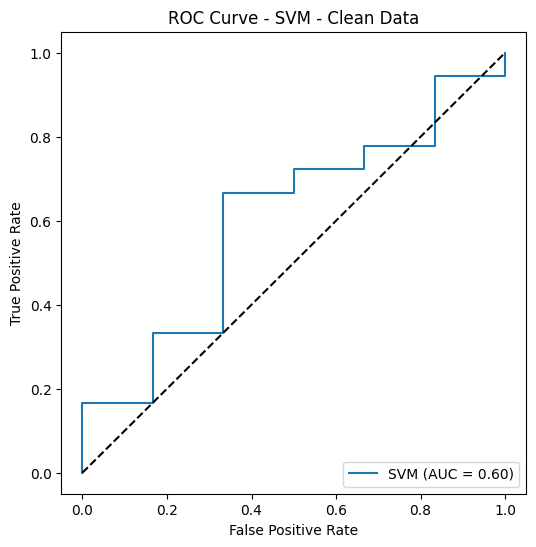 ROC Curve - SVM - Clean Data
1.0
0.8
0.6
0.4
0.2
0.0
True Positive Rate
SVM (AUC = 0.60)
0.0 0.2 0.4 0.6 0.8 1.0
False Positive Rate